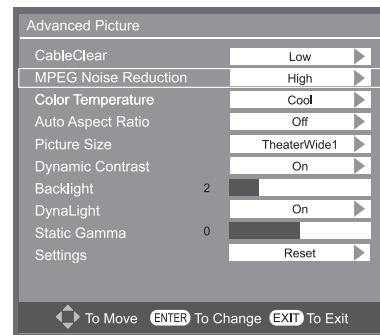 Advanced Picture
CableClear Low
MPEG Noise Reduction High
Color Temperature Cool
Auto Aspect Ratio Off
Picture Size TheaterWide1
Dynamic Contrast On
Backlight 2
DynaLight On
Static Gamma 0
Settings Reset
To Move ENTER To Change EXIT To Exit